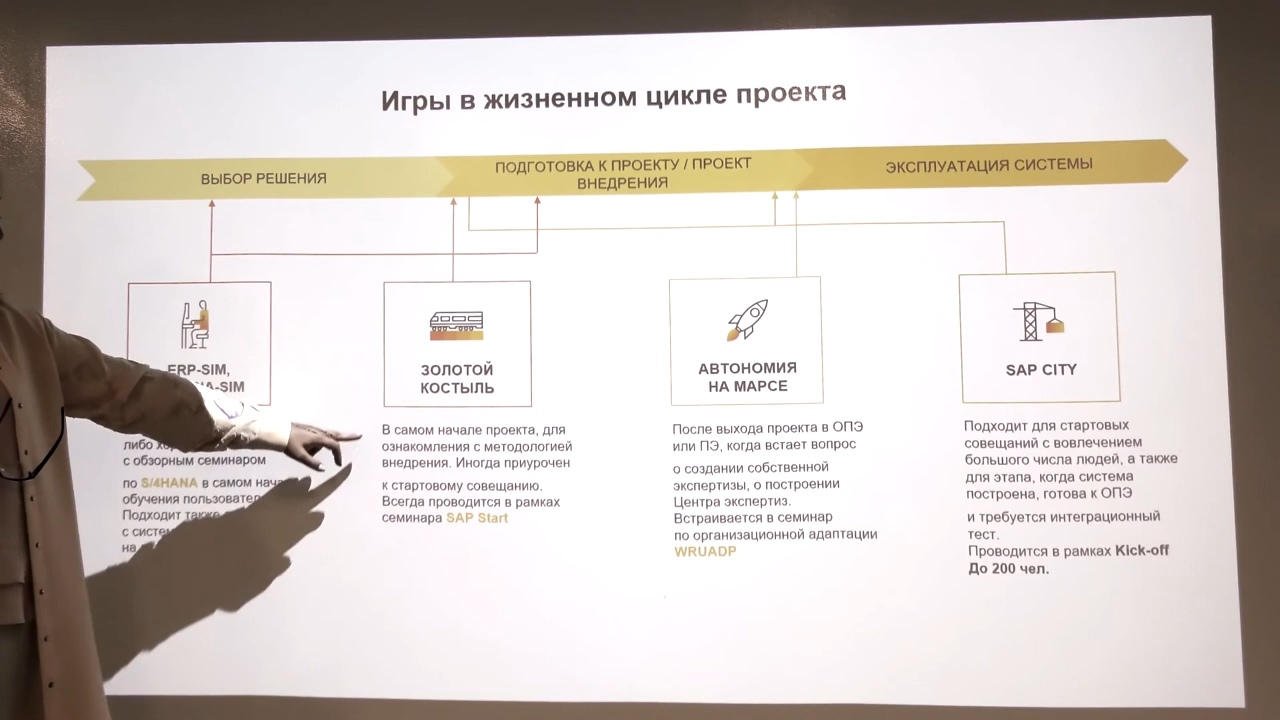 Игры в жизненном цикле проекта
ВЫБОР РЕШЕНИЯ
ПОДГОТОВКА К ПРОЕКТУ / ПРОЕКТ
ВНЕДРЕНИЯ
ЭКСПЛУАТАЦИЯ СИСТЕМЫ
ERP-SIM,
-SIM
либо
с обзорным семинаром
по S/4HANA в самом
обучения
Подходит также
на
ЗОЛОТОЙ
КОСТЫЛЬ
В самом начале проекта, для
ознакомления с методологией
внедрения. Иногда приурочен
к стартовому совещанию.
Всегда проводится в рамках
семинара SAP Start
АВТОНОМИЯ
НА МАРСЕ
После выхода проекта в ОПЭ
или ПЭ, когда встает вопрос
о создании собственной
экспертизы, о построении
Центра экспертиз.
Встраивается в семинар
по организационной адаптации
WRUADP
SAP CITY
Подходит для стартовых
совещаний с вовлечением
большого числа людей, а также
для этапа, когда система
построена, готова к ОПЭ
и требуется интеграционный
тест.
Проводится в рамках Kick-off
До 200 чел.